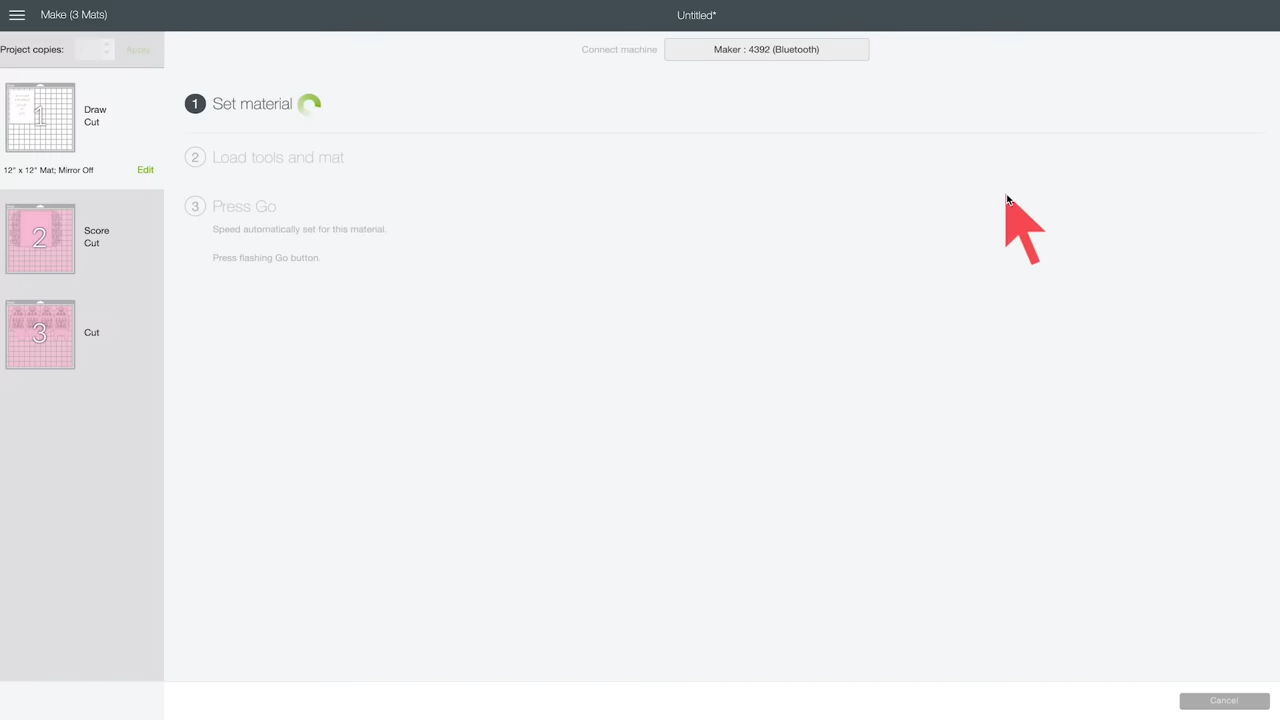 Make (3 Mats)
Untitled*
Project copies:
Apply
Connect machine
Maker : 4392 (Bluetooth)
1
Draw
Cut
12" x 12" Mat; Mirror Off
Edit
2
Score
Cut
3
Cut
1 Set material
2 Load tools and mat
3 Press Go
Speed automatically set for this material.
Press flashing Go button.
Cancel